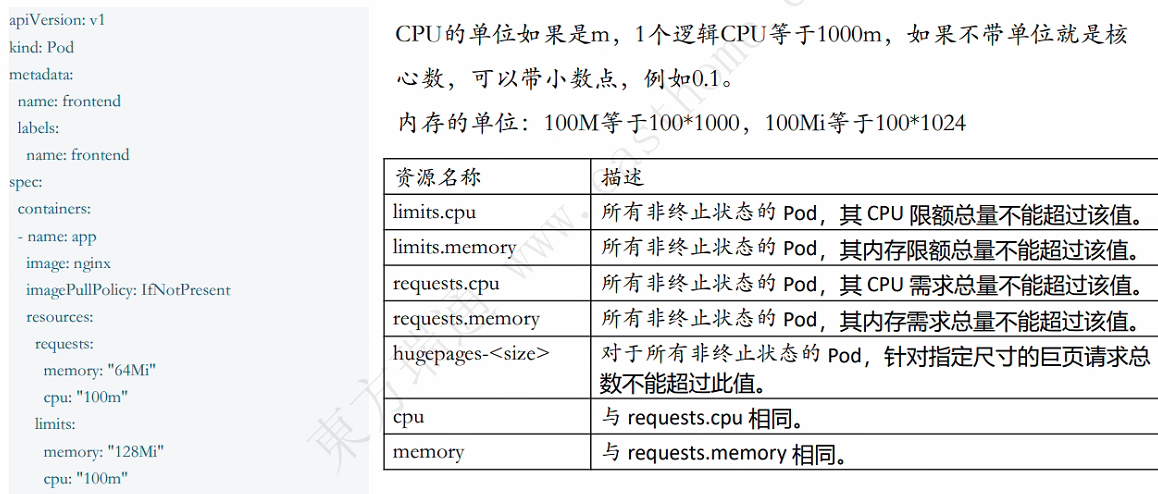 apiVersion: v1
kind: Pod
metadata:
name: frontend
labels:
name: frontend
spec:
containers:
- name: app
image: nginx
imagePullPolicy: IfNotPresent
resources:
requests:
memory: "64Mi"
cpu: "100m"
limits:
memory: "128Mi"
cpu: "100m"
CPU的单位如果是m，1个逻辑CPU等于1000m，如果不带单位就是核
心数，可以带小数点，例如0.1。
内存的单位：100M等于100*1000，100Mi等于100*1024
资源名称 描述
limits.cpu 所有非终止状态的 Pod，其 CPU 限额总量不能超过该值。
limits.memory 所有非终止状态的 Pod，其内存限额总量不能超过该值。
requests.cpu 所有非终止状态的 Pod，其 CPU 需求总量不能超过该值。
requests.memory 所有非终止状态的 Pod，其内存需求总量不能超过该值。
hugepages-<size> 对于所有非终止状态的 Pod，针对指定尺寸的巨页请求总
数不能超过此值。
cpu 与 requests.cpu 相同。
memory 与 requests.memory 相同。
東方瑞通 www.easthome.c